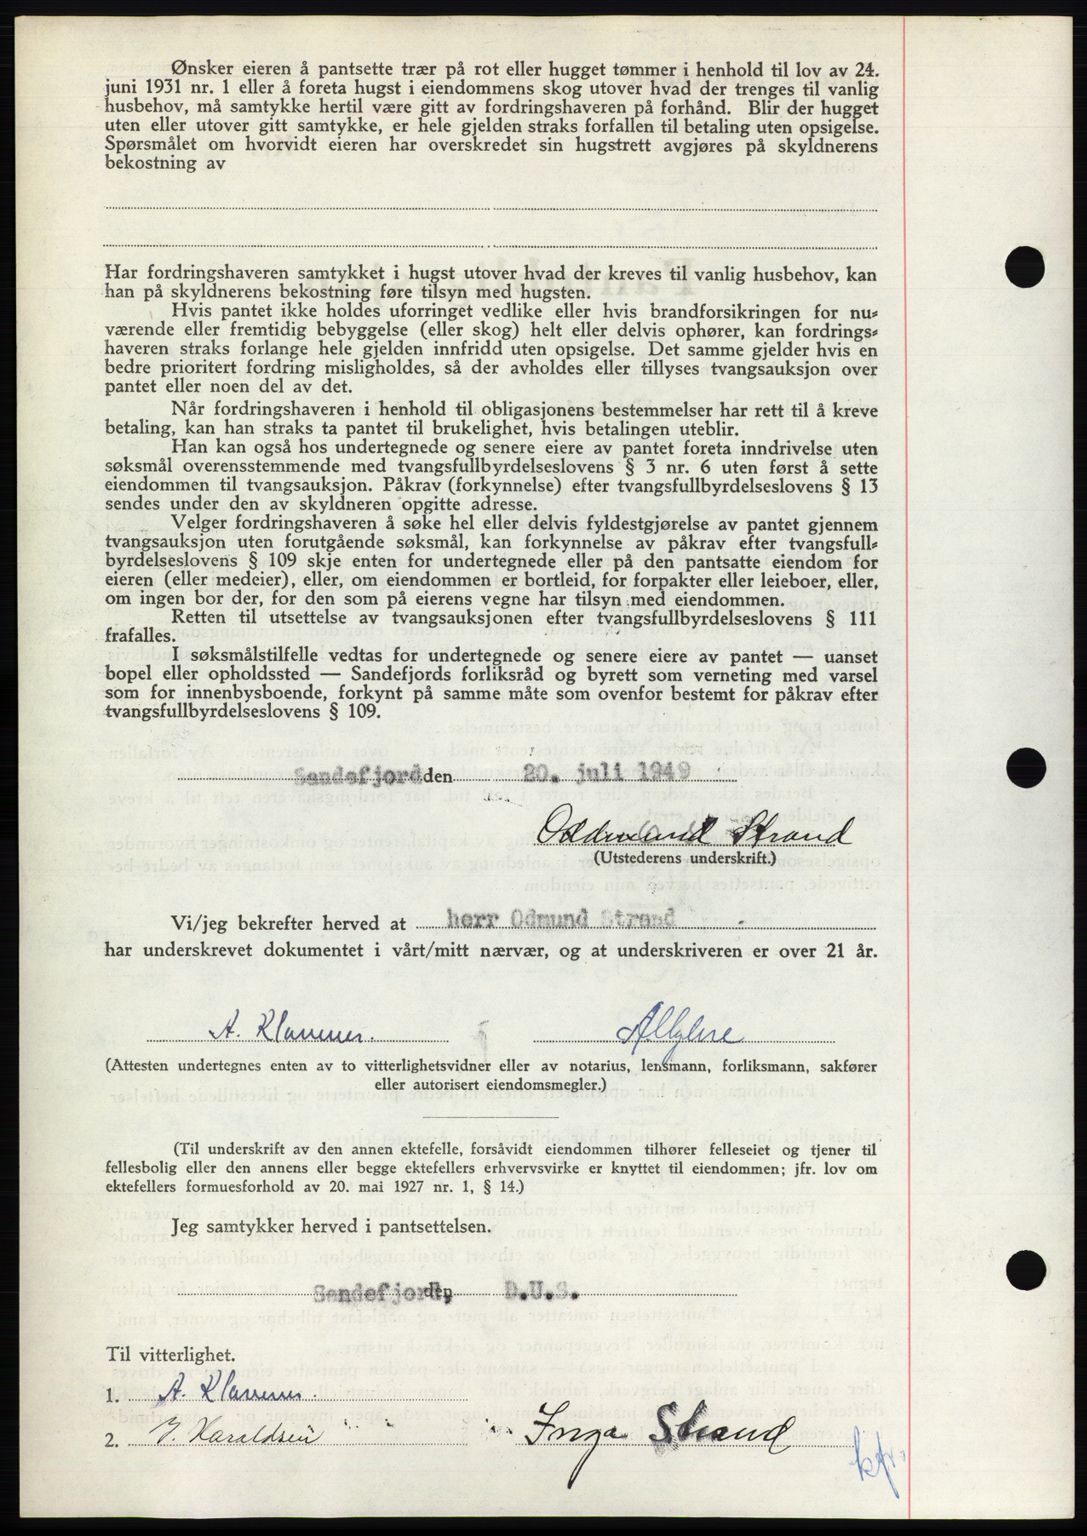 Ønsker eieren å pantsette trær på rot eller hugget tømmer i henhold til lov av 24.
juni 1931 nr. 1 eller å foreta hugst i eiendommens skog utover hvad der trenges til vanlig
husbehov, må samtykke hertil være gitt av fordringshaveren på forhånd. Blir der hugget
uten eller utover gitt samtykke, er hele gjelden straks forfallen til betaling uten opsigelse.
Spørsmålet om hvorvidt eieren har overskredet sin hugstrett avgjøres på skyldnerens
bekostning av
Har fordringshaveren samtykket i hugst utover hvad der kreves til vanlig husbehov, kan
han på skyldnerens bekostning føre tilsyn med hugsten.
Hvis pantet ikke holdes uforringet vedlike eller hvis brandforsikringen for nu-
værende eller fremtidig bebyggelse (eller skog) helt eller delvis ophører, kan fordrings-
haveren straks forlange hele gjelden innfridd uten opsigelse. Det samme gjelder hvis en
bedre prioritert fordring misligholdes, så der avholdes eller tillyses tvangsauksjon over
pantet eller noen del av det.
Når fordringshaveren i henhold til obligasjonens bestemmelser har rett til å kreve
betaling, kan han straks ta pantet til brukelighet, hvis betalingen uteblir.
Han kan også hos undertegnede og senere eiere av pantet foreta inndrivelse uten
søksmål overensstemmende med tvangsfullbyrdelseslovens § 3 nr. 6 uten først å sette
eiendommen til tvangsauksjon. Påkrav (forkynnelse) efter tvangsfullbyrdelseslovens § 13
sendes under den av skyldneren opgitte adresse.
Velger fordringshaveren å søke hel eller delvis fyldestgjørelse av pantet gjennem
tvangsauksjon uten forutgående søksmål, kan forkynnelse av påkrav efter tvangsfull-
byrdelseslovens § 109 skje enten for undertegnede eller på den pantsatte eiendom for
eieren (eller medeier), eller, om eiendommen er bortleid, for forpakter eller leieboer, eller,
om ingen bor der, for den som på eierens vegne har tilsyn med eiendommen.
Retten til utsettelse av tvangsauksjonen efter tvangsfullbyrdelseslovens § 111
frafalles.
I søksmålstilfelle vedtas for undertegnede og senere eiere av pantet — uanset
bopel eller opholdssted — Sandefjords forliksråd og byrett som verneting med varsel
som for innenbysboende, forkynt på samme måte som ovenfor bestemt for påkrav efter
tvangsfullbyrdelseslovens § 109.
Sandefjord den 20. juli 1949
Oddmund Strand
(Utstederens underskrift.)
Vi/jeg bekrefter herved at herr Odmund Strand
har underskrevet dokumentet i vårt/mitt nærvær, og at underskriveren er over 21 år.
A. Klavenes.
(Attesten undertegnes enten av to vitterlighetsvidner eller av notarius, lensmann, forliksmann, sakfører
eller autorisert eiendomsmegler.)
(Til underskrift av den annen ektefelle, forsåvidt eiendommen tilhører felleseiet og tjener til
fellesbolig eller den annens eller begge ektefellers erhvervsvirke er knyttet til eiendommen; jfr. lov om
ektefellers formuesforhold av 20. mai 1927 nr. 1, § 14.)
Jeg samtykker herved i pantsettelsen.
Sandefjord, den D.U.S.
Til vitterlighet.
1. A. Klavenes.
2. J. Haraldsen Inga Strand